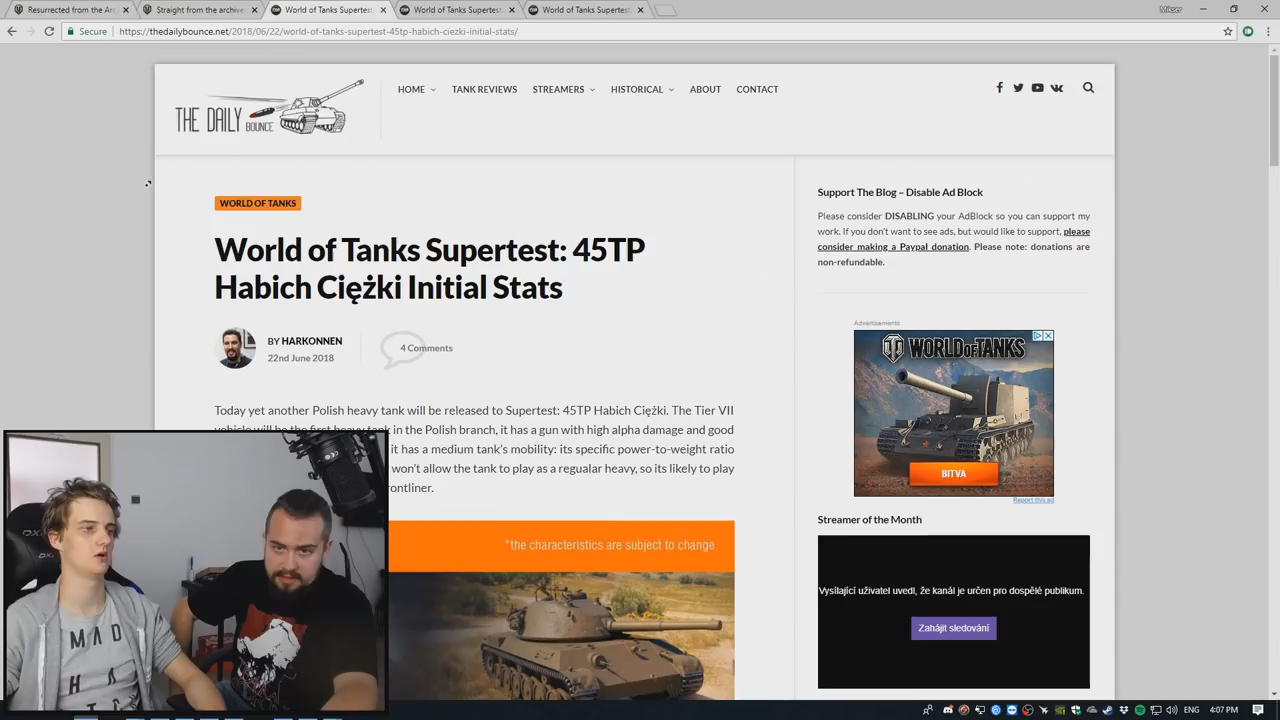 Resurrected from the Ar
Straight from the archive
World of Tanks Supertest:
World of Tanks Supertest:
World of Tanks Supertest:
Secure
https://thedailybounce.net/2018/06/22/world-of-tanks-supertest-45tp-habich-ciezki-initial-stats/
THE DAILY BOUNCE
HOME
TANK REVIEWS
STREAMERS
HISTORICAL
ABOUT
CONTACT
WORLD OF TANKS
World of Tanks Supertest: 45TP
Habich Ciężki Initial Stats
BY HARKONNEN
22nd June 2018
4 Comments
Today yet another Polish heavy tank will be released to Supertest: 45TP Habich Ciężki. The Tier VII
vehicle will be the first heavy tank in the Polish branch, it has a gun with high alpha damage and good
it has a medium tank's mobility: its specific power-to-weight ratio
won't allow the tank to play as a regualar heavy, so its likely to play
rontliner.
*the characteristics are subject to change
Support The Blog – Disable Ad Block
Please consider DISABLING your AdBlock so you can support my
work. If you don't want to see ads, but would like to support, please
consider making a Paypal donation. Please note: donations are
non-refundable.
Advertisements
WORLD OF TANKS
BITVA
Report this ad
Streamer of the Month
Vysílající uživatel uvedl, že kanál je určen pro dospělé publikum.
Zahájit sledování
MAD
ENG
4:07 PM